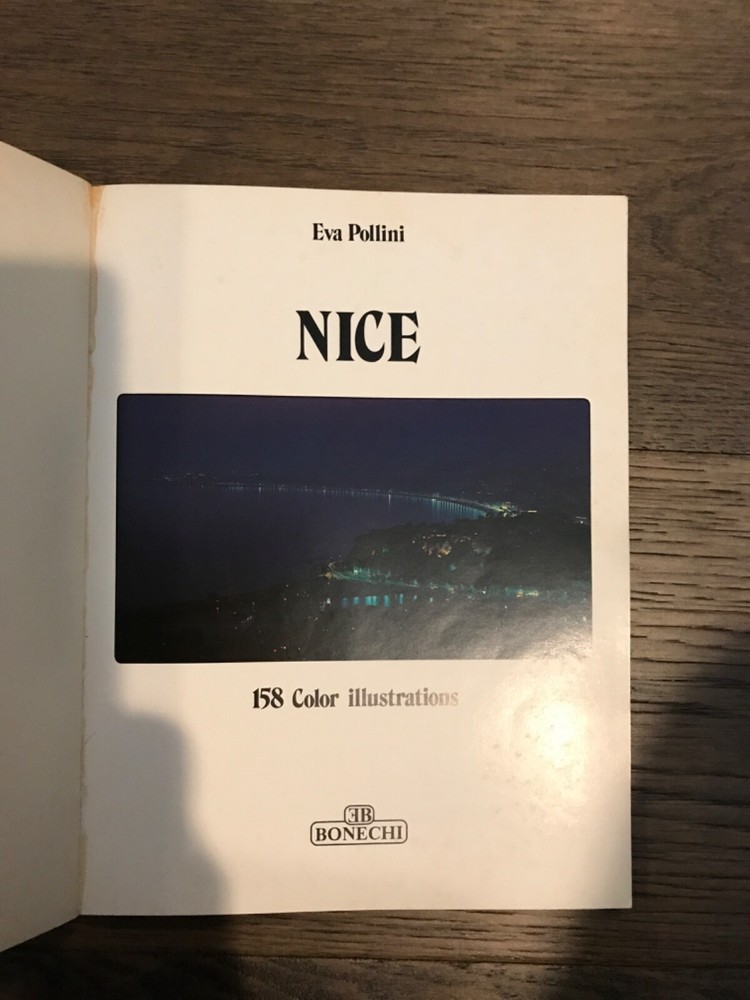 Eva Pollini
NICE
158 Color illustrations
EB
BONECHI